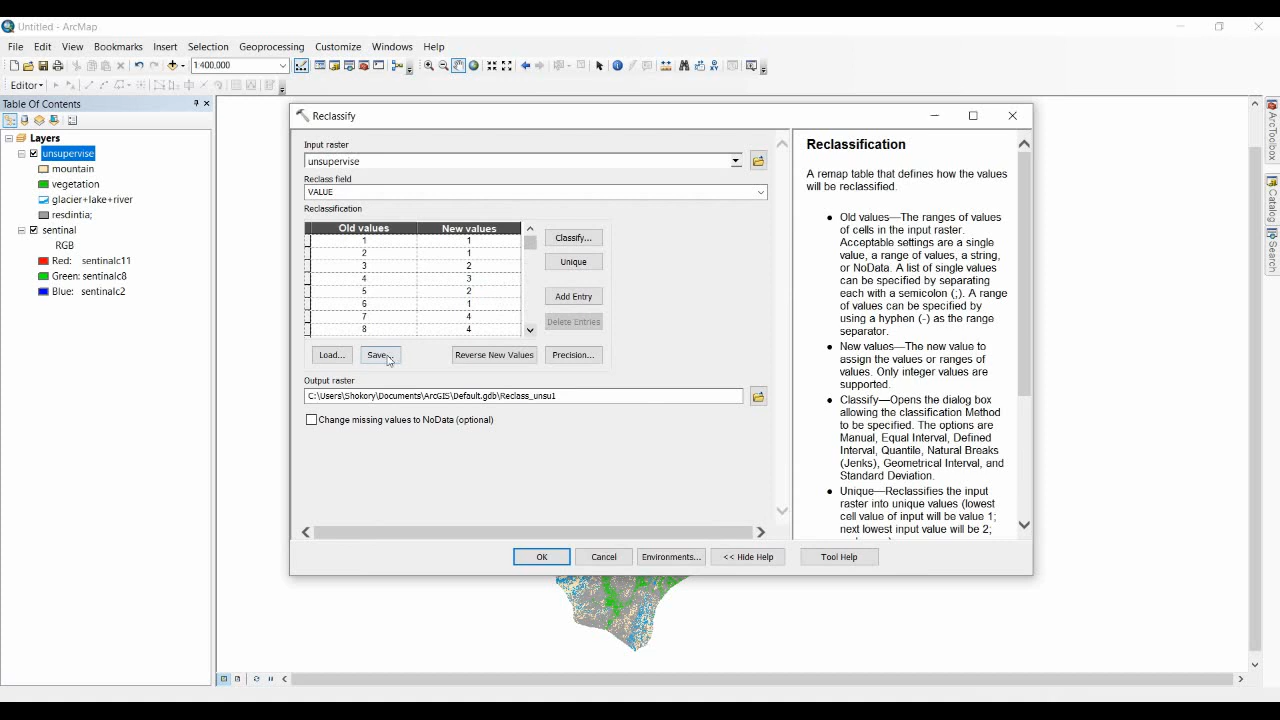 Untitled - ArcMap
File Edit View Bookmarks Insert Selection Geoprocessing Customize Windows Help
1:400,000
Editor
Table Of Contents
Layers
unsupervise
mountain
vegetation
glacier+lake+river
resdintia;
sentinal
RGB
Red: sentinalc11
Green: sentinalc8
Blue: sentinalc2
Reclassify
Input raster
unsupervise
Reclass field
VALUE
Reclassification
Old values New values
1 1
2 1
3 2
4 3
5 2
6 1
7 4
8 4
Classify...
Unique
Add Entry
Delete Entries
Load... Save... Reverse New Values Precision...
Output raster
C:\Users\Shokory\Documents\ArcGIS\Default.gdb\Reclass_unsu1
Change missing values to NoData (optional)
OK Cancel Environments... << Hide Help Tool Help
Reclassification
A remap table that defines how the values
will be reclassified.
Old values—The ranges of values
of cells in the input raster.
Acceptable settings are a single
value, a range of values, a string,
or NoData. A list of single values
can be specified by separating
each with a semicolon (;). A range
of values can be specified by
using a hyphen (-) as the range
separator.
New values—The new value to
assign the values or ranges of
values. Only integer values are
supported.
Classify—Opens the dialog box
allowing the classification Method
to be specified. The options are
Manual, Equal Interval, Defined
Interval, Quantile, Natural Breaks
(Jenks), Geometrical Interval, and
Standard Deviation.
Unique—Reclassifies the input
raster into unique values (lowest
cell value of input will be value 1;
next lowest input value will be 2;
ArcToolbox
Catalog
Search